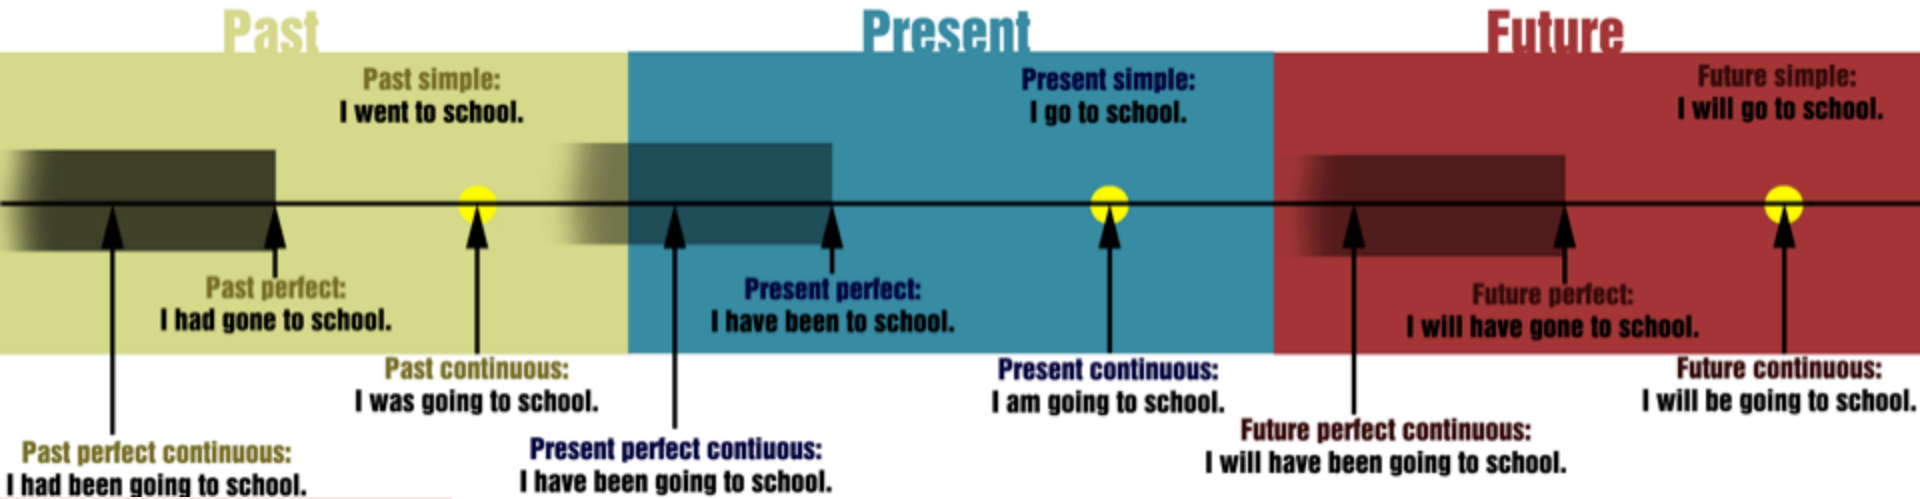 Past
Present
Future
Past simple:
I went to school.
Present simple:
I go to school.
Future simple:
I will go to school.
Past perfect:
I had gone to school.
Present perfect:
I have been to school.
Future perfect:
I will have gone to school.
Past continuous:
I was going to school.
Present continuous:
I am going to school.
Future continuous:
I will be going to school.
Past perfect continuous:
I had been going to school.
Present perfect contiuous:
I have been going to school.
Future perfect continuous:
I will have been going to school.